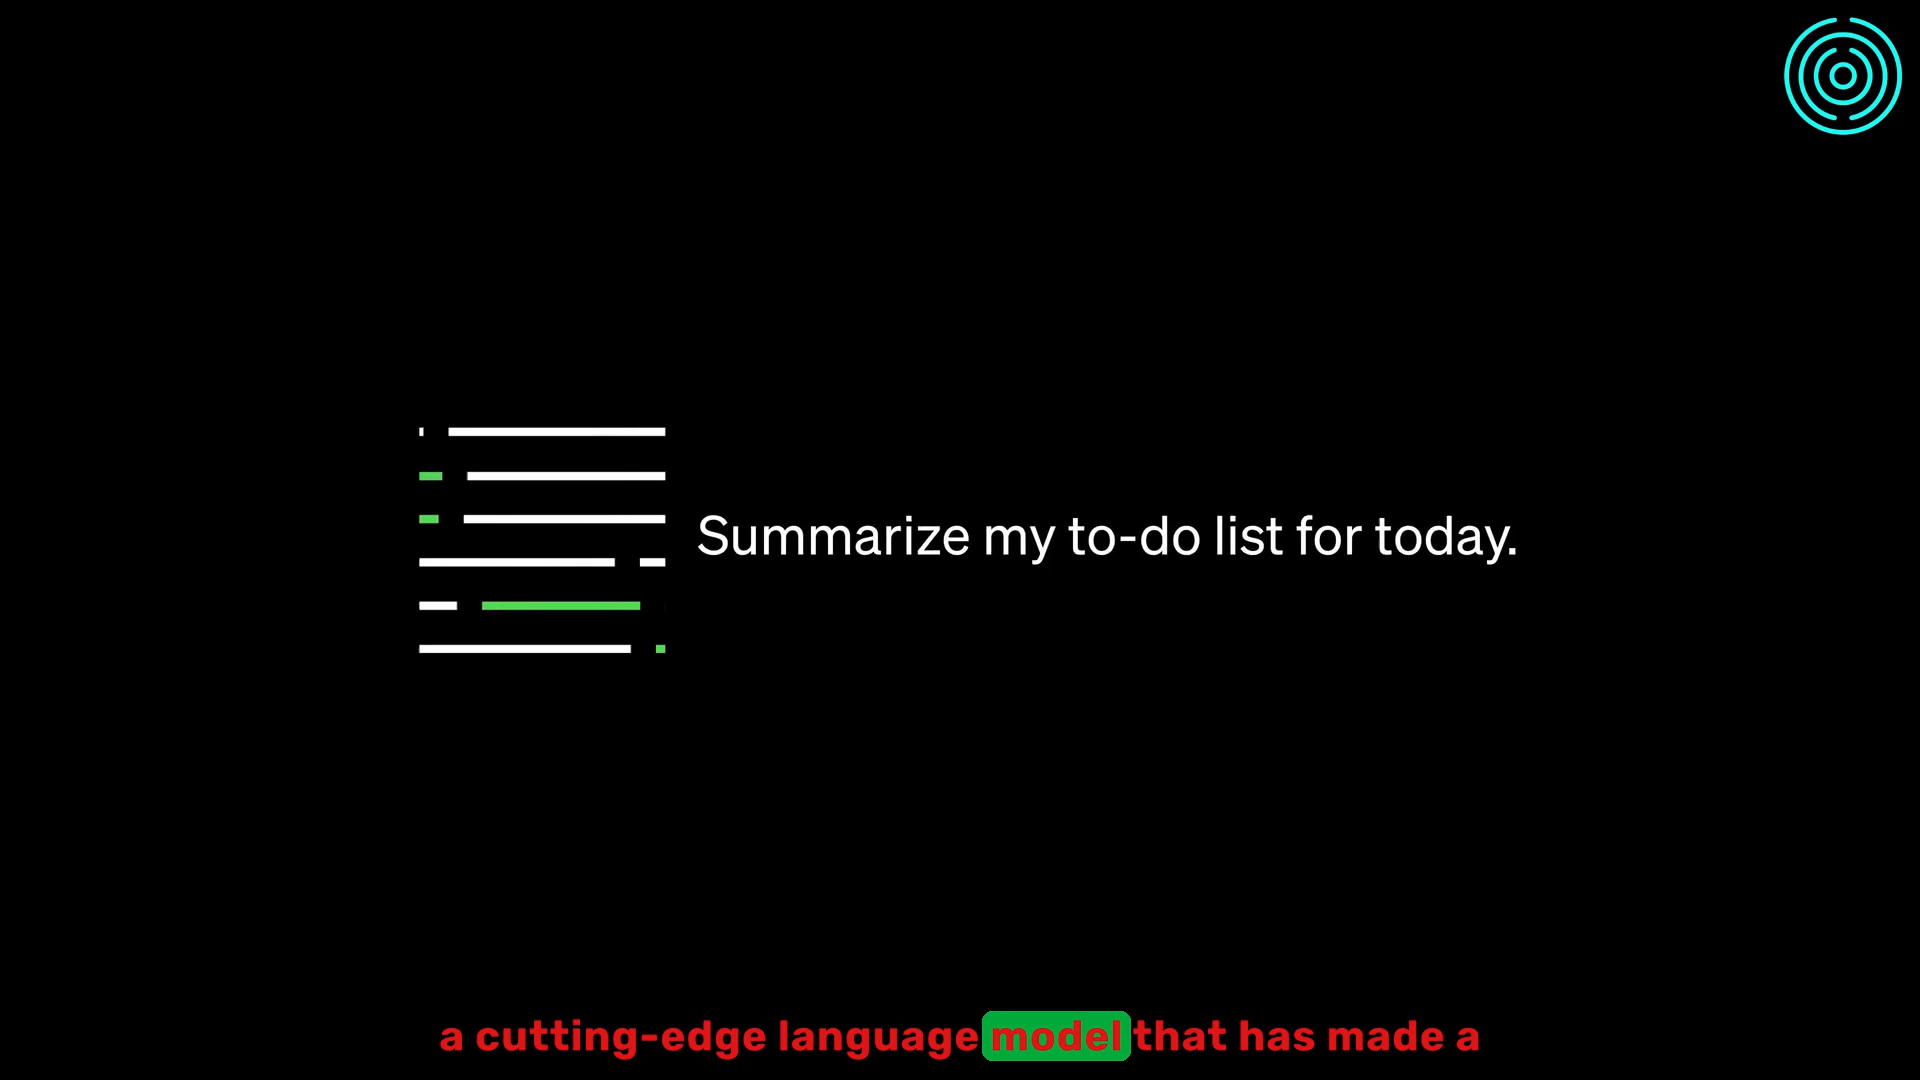 Summarize my to-do list for today.
a cutting-edge language model that has made a